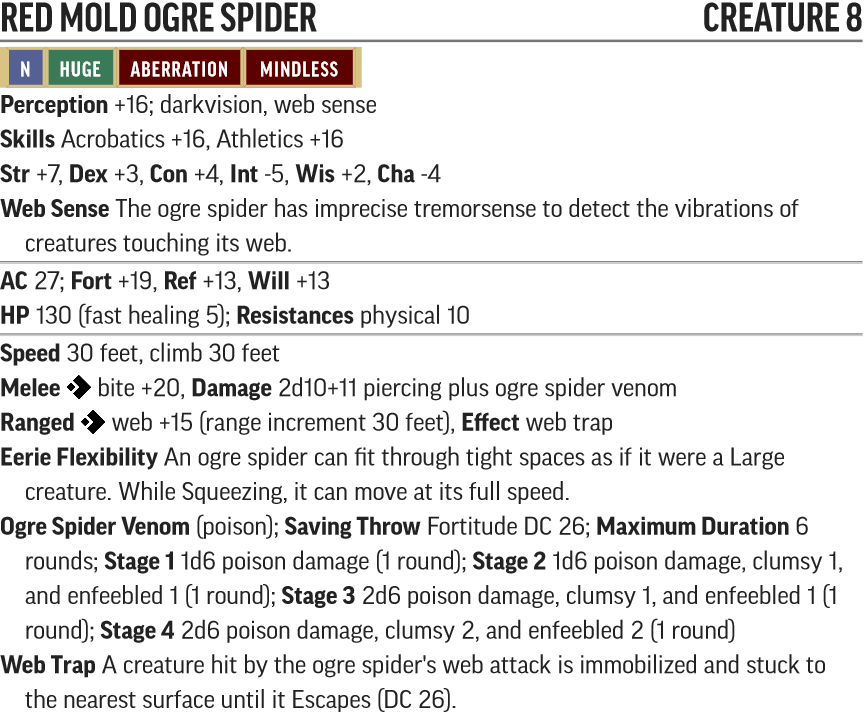 RED MOLD OGRE SPIDER CREATURE 8
N HUGE ABERRATION MINDLESS
Perception +16; darkvision, web sense
Skills Acrobatics +16, Athletics +16
Str +7, Dex +3, Con +4, Int -5, Wis +2, Cha -4
Web Sense The ogre spider has imprecise tremorsense to detect the vibrations of
creatures touching its web.
AC 27; Fort +19, Ref +13, Will +13
HP 130 (fast healing 5); Resistances physical 10
Speed 30 feet, climb 30 feet
Melee bite +20, Damage 2d10+11 piercing plus ogre spider venom
Ranged web +15 (range increment 30 feet), Effect web trap
Eerie Flexibility An ogre spider can fit through tight spaces as if it were a Large
creature. While Squeezing, it can move at its full speed.
Ogre Spider Venom (poison); Saving Throw Fortitude DC 26; Maximum Duration 6
rounds; Stage 1 1d6 poison damage (1 round); Stage 2 1d6 poison damage, clumsy 1,
and enfeebled 1 (1 round); Stage 3 2d6 poison damage, clumsy 1, and enfeebled 1 (1
round); Stage 4 2d6 poison damage, clumsy 2, and enfeebled 2 (1 round)
Web Trap A creature hit by the ogre spider's web attack is immobilized and stuck to
the nearest surface until it Escapes (DC 26).